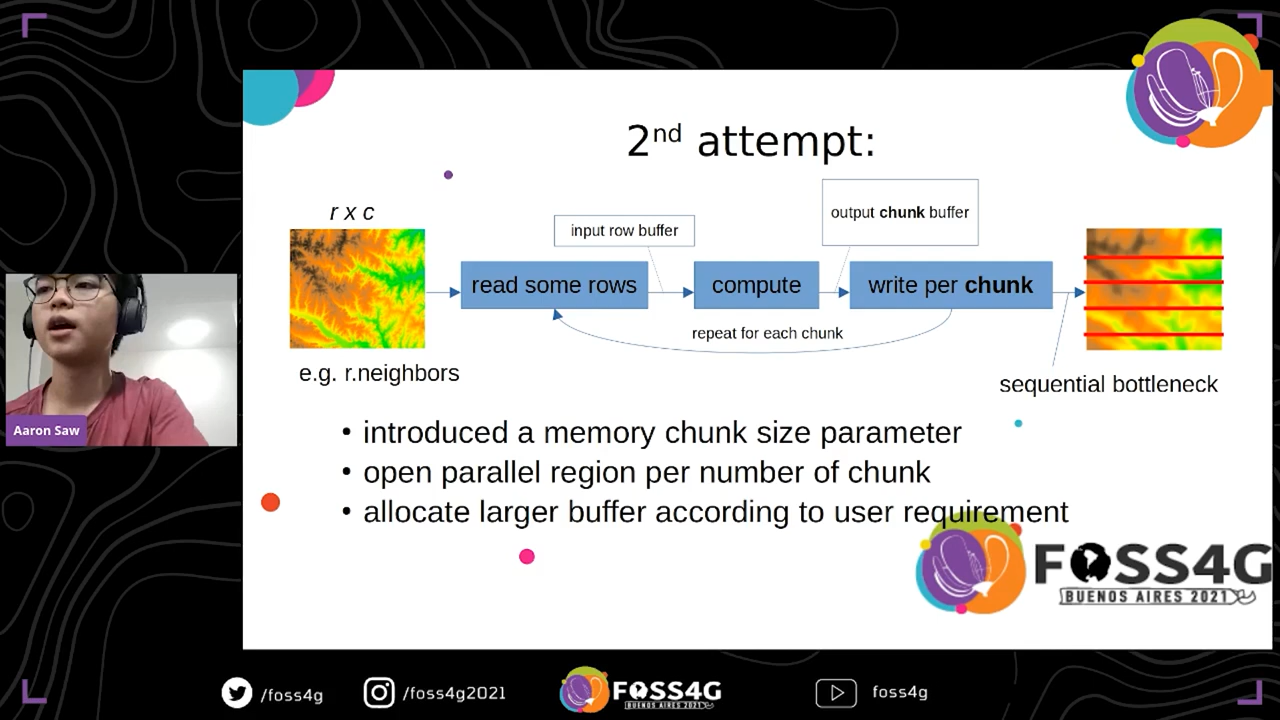 2nd attempt:
r x c
input row buffer
output chunk buffer
read some rows
compute
write per chunk
repeat for each chunk
e.g. r.neighbors
sequential bottleneck
• introduced a memory chunk size parameter
• open parallel region per number of chunk
• allocate larger buffer according to user requirement
Aaron Saw
FOSS4G
BUENOS AIRES 2021
/foss4g
/foss4g2021
FOSS4G
BUENOS AIRES 2021
foss4g